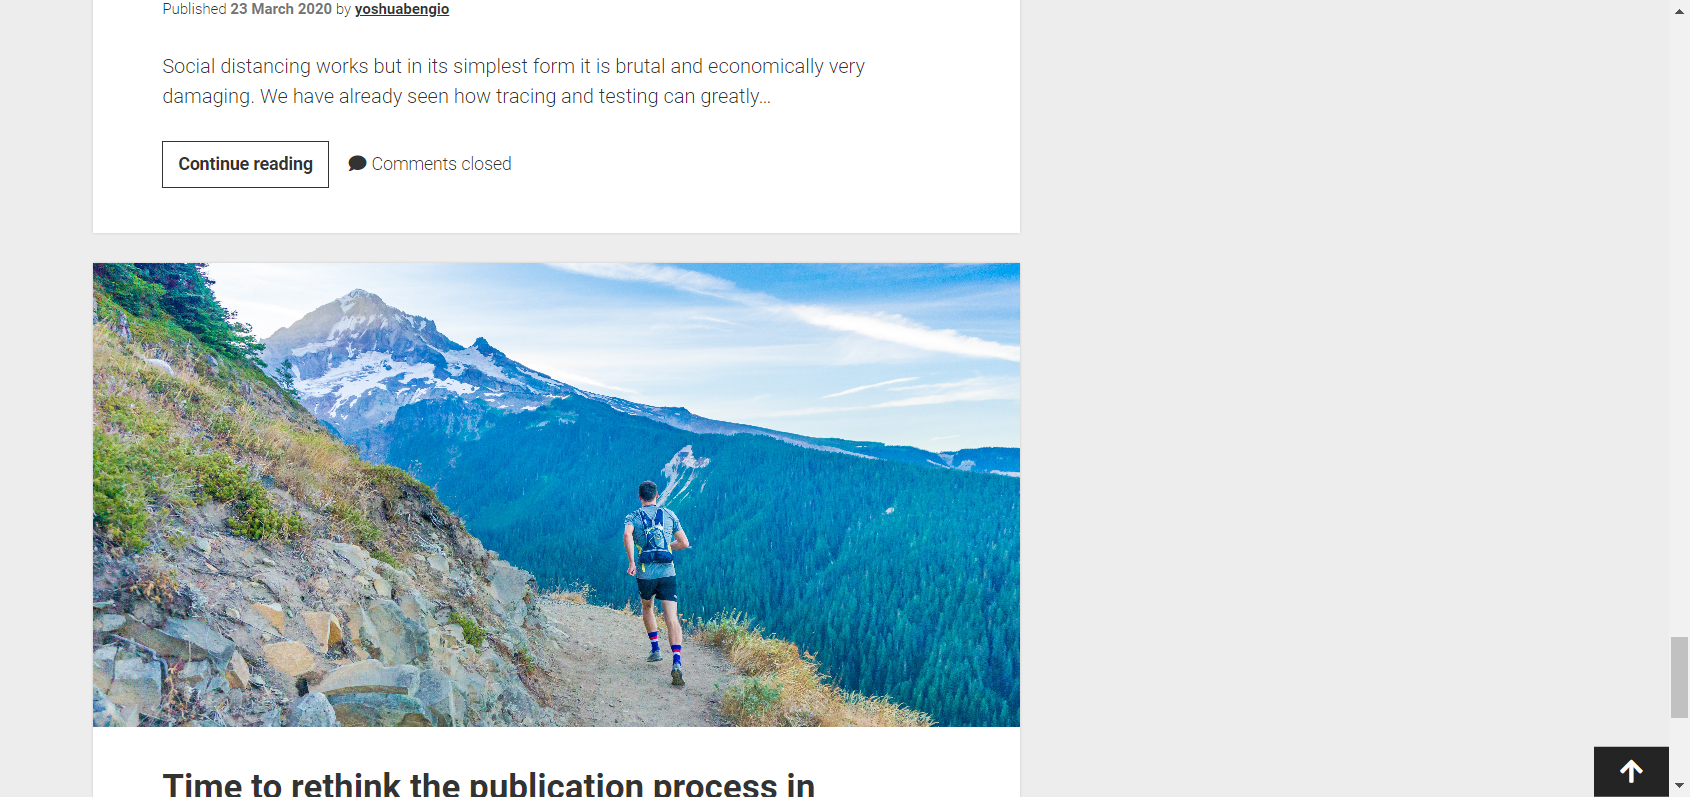 Published 23 March 2020 by yoshuabengio
Social distancing works but in its simplest form it is brutal and economically very
damaging. We have already seen how tracing and testing can greatly...
Continue reading
Comments closed
Time to rethink the publication process in